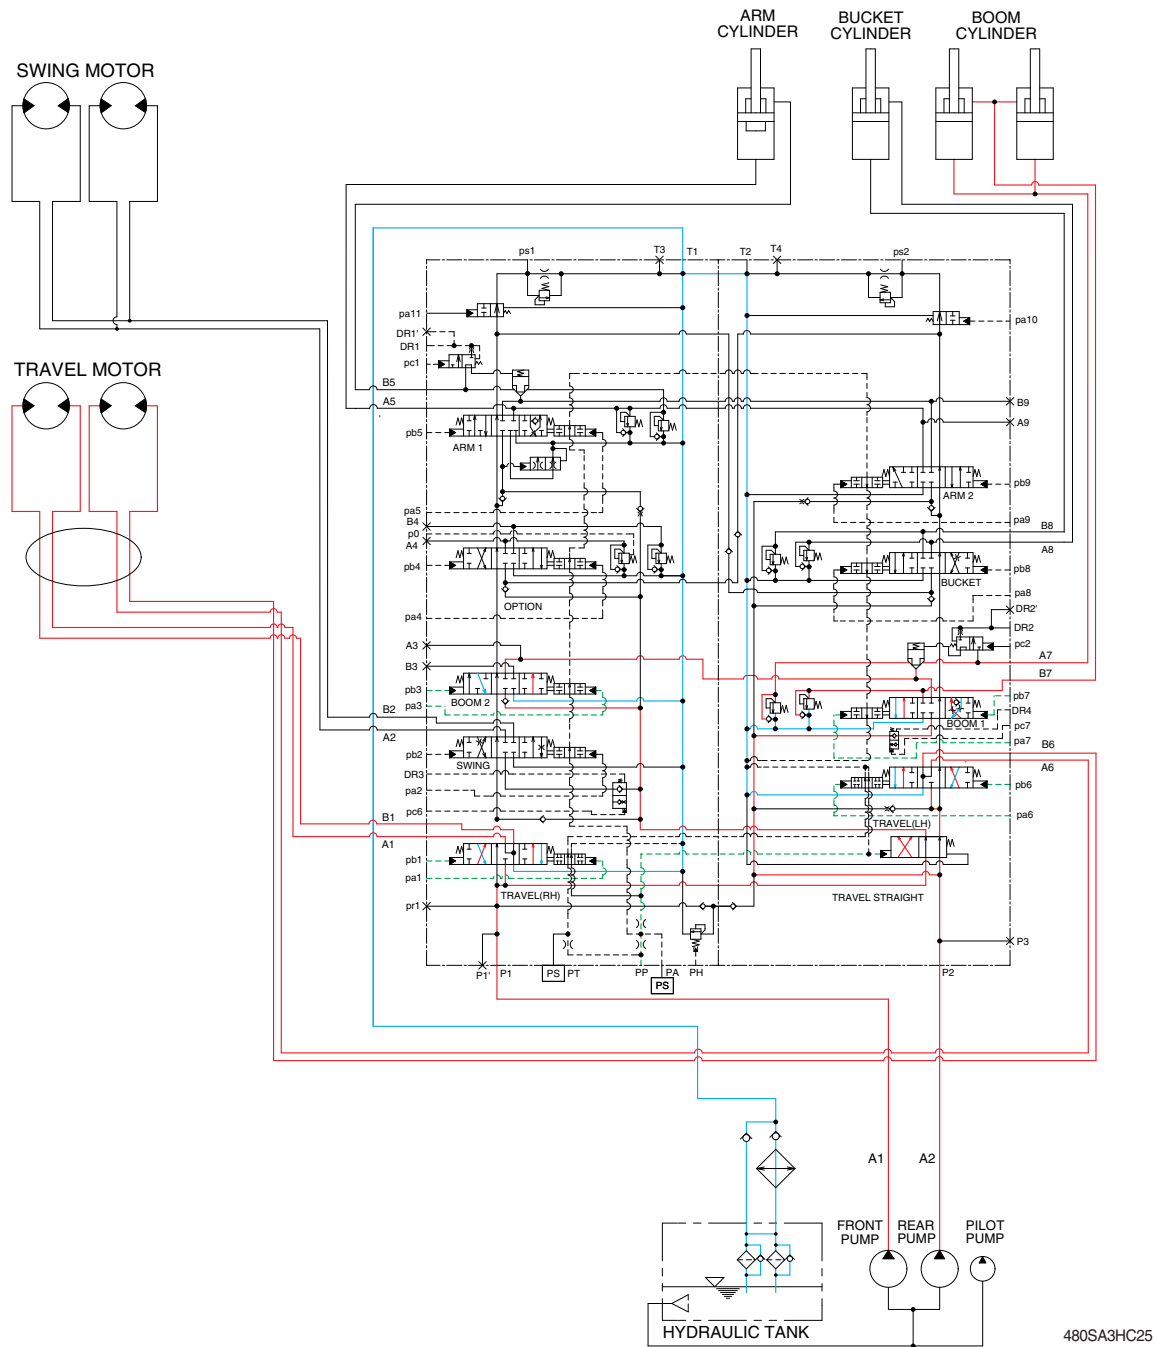 ARM
CYLINDER
BUCKET
CYLINDER
BOOM
CYLINDER
SWING MOTOR
TRAVEL MOTOR
ps1
T3
T1
T2
T4
ps2
pa11
pa10
DR1'
DR1
pc1
B5
A5
B9
A9
pb5
ARM 1
pb9
ARM 2
pa5
pa9
B4
p0
A4
B8
A8
pb4
OPTION
pb8
BUCKET
pa8
pa4
DR2'
DR2
A3
pc2
B3
A7
B7
pb3
pa3
BOOM 2
pb7
DR4
BOOM 1
pc7
pa7
B2
A2
B6
A6
pb2
SWING
DR3
pa2
pb6
pc6
pa6
B1
TRAVEL(LH)
A1
pb1
pa1
TRAVEL(RH)
TRAVEL STRAIGHT
pr1
P3
P1'
P1
PS
PT
PP
PA
PH
P2
PS
A1
A2
FRONT
PUMP
REAR
PUMP
PILOT
PUMP
HYDRAULIC TANK
480SA3HC25